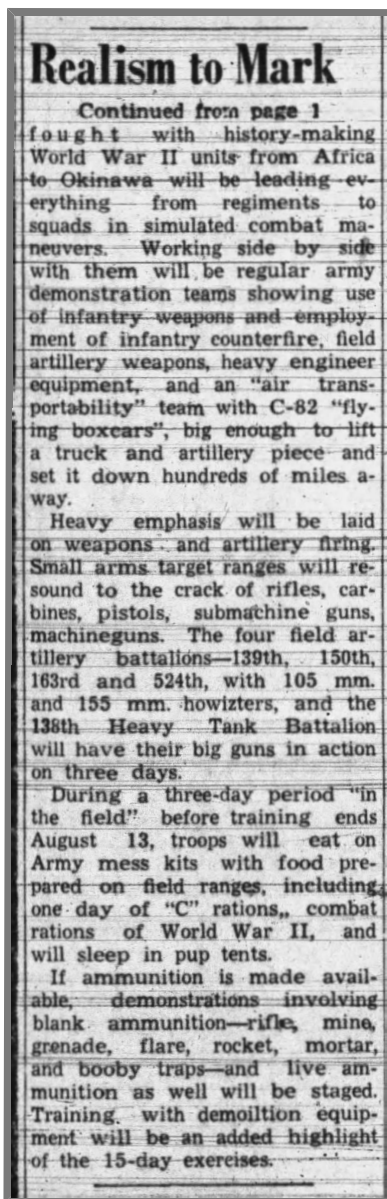 Realism to Mark
Continued from page 1
fought with history-making
World War II units from Africa
to Okinawa will be leading ev-
erything from regiments to
squads in simulated combat ma-
neuvers. Working side by side
with them will be regular army
demonstration teams showing use
of infantry weapons and employ-
ment of infantry counterfire, field
artillery weapons, heavy engineer
equipment, and an "air trans-
portability" team with C-82 "fly-
ing boxcars", big enough to lift
a truck and artillery piece and
set it down hundreds of miles a-
way.
Heavy emphasis will be laid
on weapons and artillery firing.
Small arms target ranges will re-
sound to the crack of rifles, car-
bines, pistols, submachine guns,
machineguns. The four field ar-
tillery battalions—139th, 150th,
163rd and 524th, with 105 mm.
and 155 mm. howizters, and the
138th Heavy Tank Battalion
will have their big guns in action
on three days.
During a three-day period "in
the field" before training ends
August 13, troops will eat on
Army mess kits with food pre-
pared on field ranges, including
one day of "C" rations,, combat
rations of World War II, and
will sleep in pup tents.
If ammunition is made avail-
able, demonstrations involving
blank ammunition—rifle, mine,
grenade, flare, rocket, mortar,
and booby traps—and live am-
munition as well will be staged.
Training with demoiltion equip-
ment will be an added highlight
of the 15-day exercises.